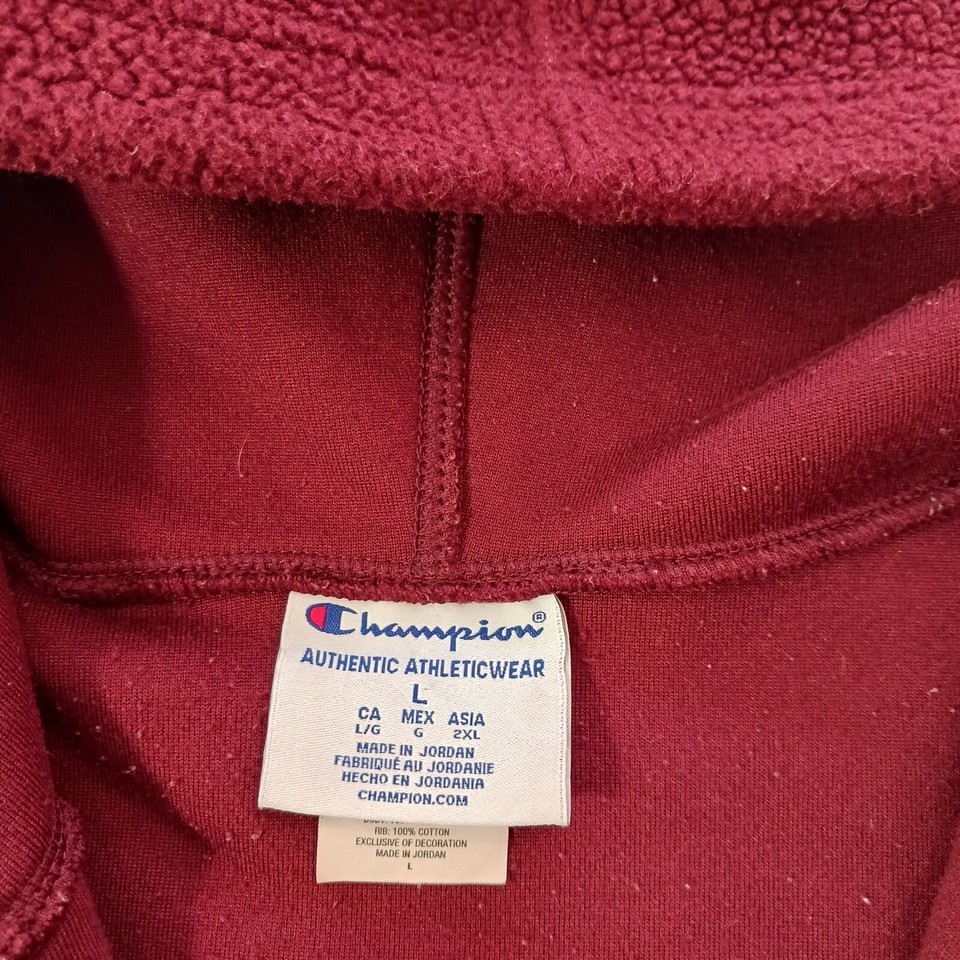 Champion®
AUTHENTIC ATHLETICWEAR
L
CA MEX ASIA
L/G G 2XL
MADE IN JORDAN
FABRIQUÉ AU JORDANIE
HECHO EN JORDANIA
CHAMPION.COM
RIB: 100% COTTON
EXCLUSIVE OF DECORATION
MADE IN JORDAN
L